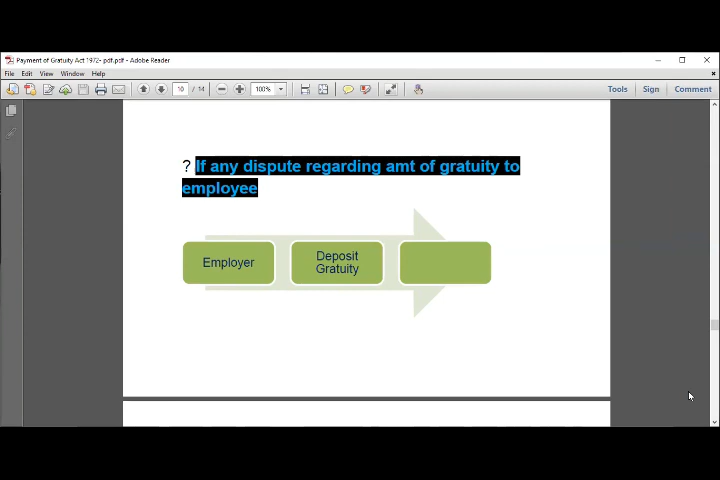 Payment of Gratuity Act 1972- pdf.pdf - Adobe Reader
File Edit View Window Help
10 / 14 100% Tools Sign Comment
? If any dispute regarding amt of gratuity to
employee
Employer
Deposit
Gratuity